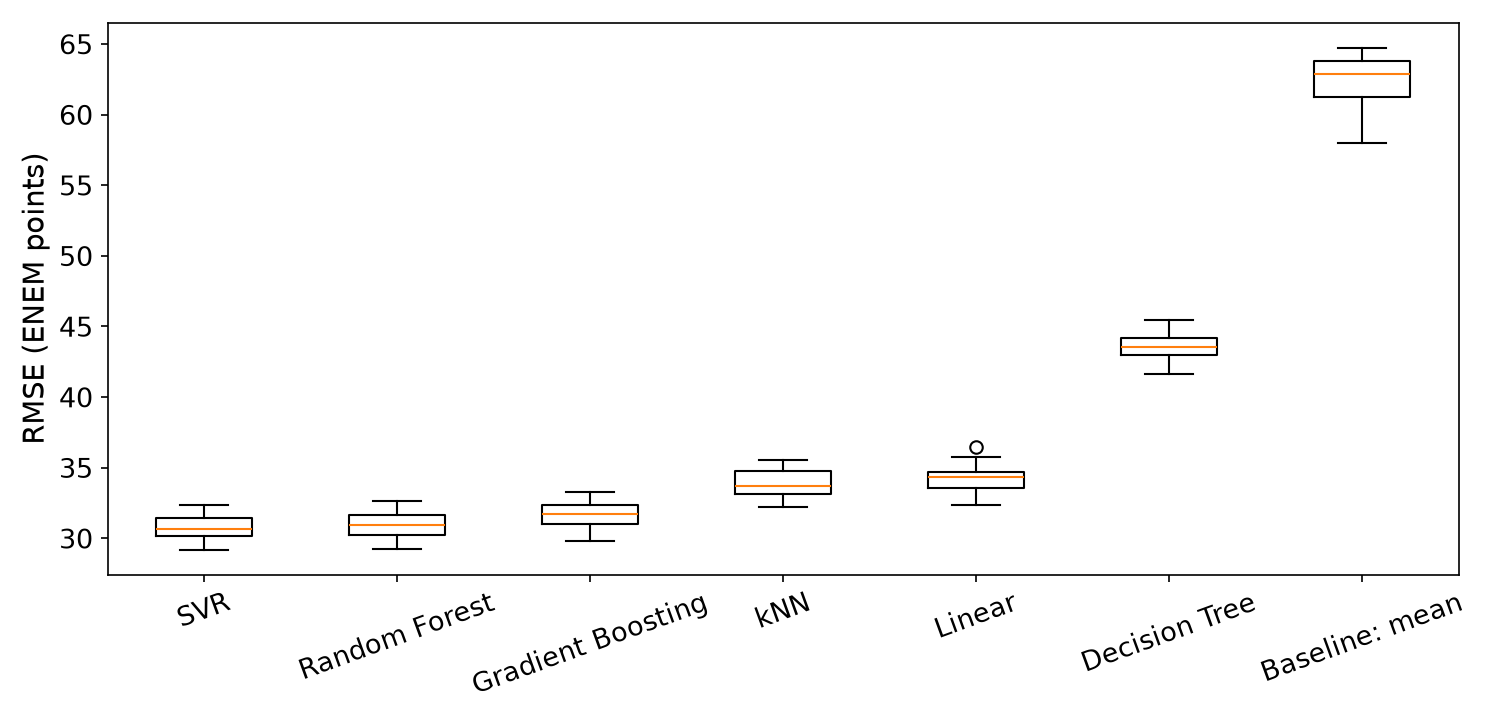 RMSE (ENEM points)
65
60
55
50
45
40
35
30
SVR
Random Forest
Gradient Boosting
kNN
Linear
Decision Tree
Baseline: mean